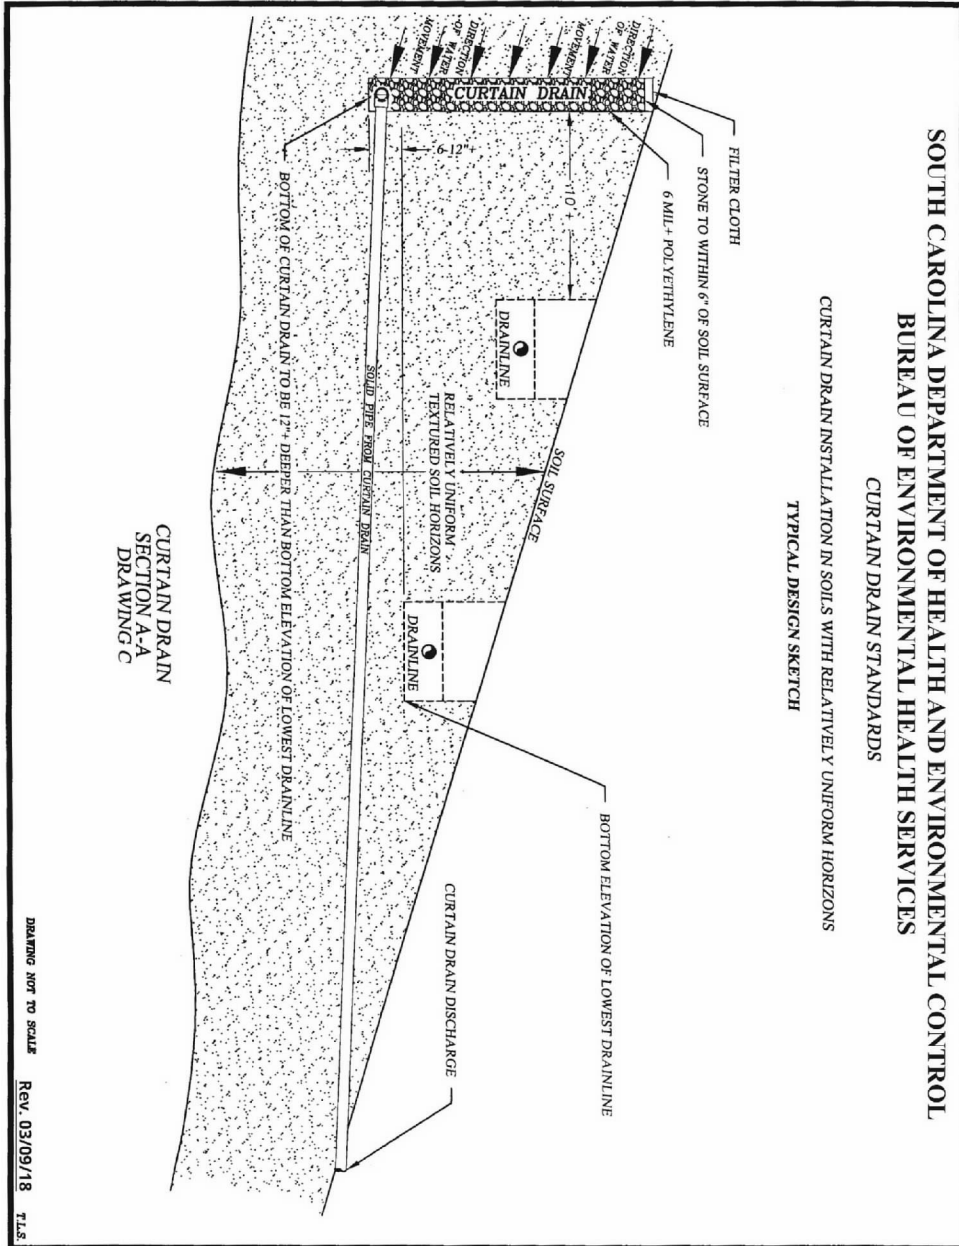 SOUTH CAROLINA DEPARTMENT OF HEALTH AND ENVIRONMENTAL CONTROL
BUREAU OF ENVIRONMENTAL HEALTH SERVICES
CURTAIN DRAIN STANDARDS
CURTAIN DRAIN INSTALLATION IN SOILS WITH RELATIVELY UNIFORM HORIZONS
TYPICAL DESIGN SKETCH
FILTER CLOTH
STONE TO WITHIN 6" OF SOIL SURFACE
6 MIL+ POLYETHYLENE
DIRECTION
OF WATER
MOVEMENT
DIRECTION
OF WATER
MOVEMENT
CURTAIN DRAIN
10' +
6-12"+
DRAINLINE
SOIL SURFACE
RELATIVELY UNIFORM
TEXTURED SOIL HORIZONS
DRAINLINE
BOTTOM ELEVATION OF LOWEST DRAINLINE
CURTAIN DRAIN DISCHARGE
SOLID PIPE FROM CURTAIN DRAIN
BOTTOM OF CURTAIN DRAIN TO BE 12"+ DEEPER THAN BOTTOM ELEVATION OF LOWEST DRAINLINE
CURTAIN DRAIN
SECTION A-A
DRAWING C
DRAWING NOT TO SCALE
Rev. 03/09/18
T.L.S.